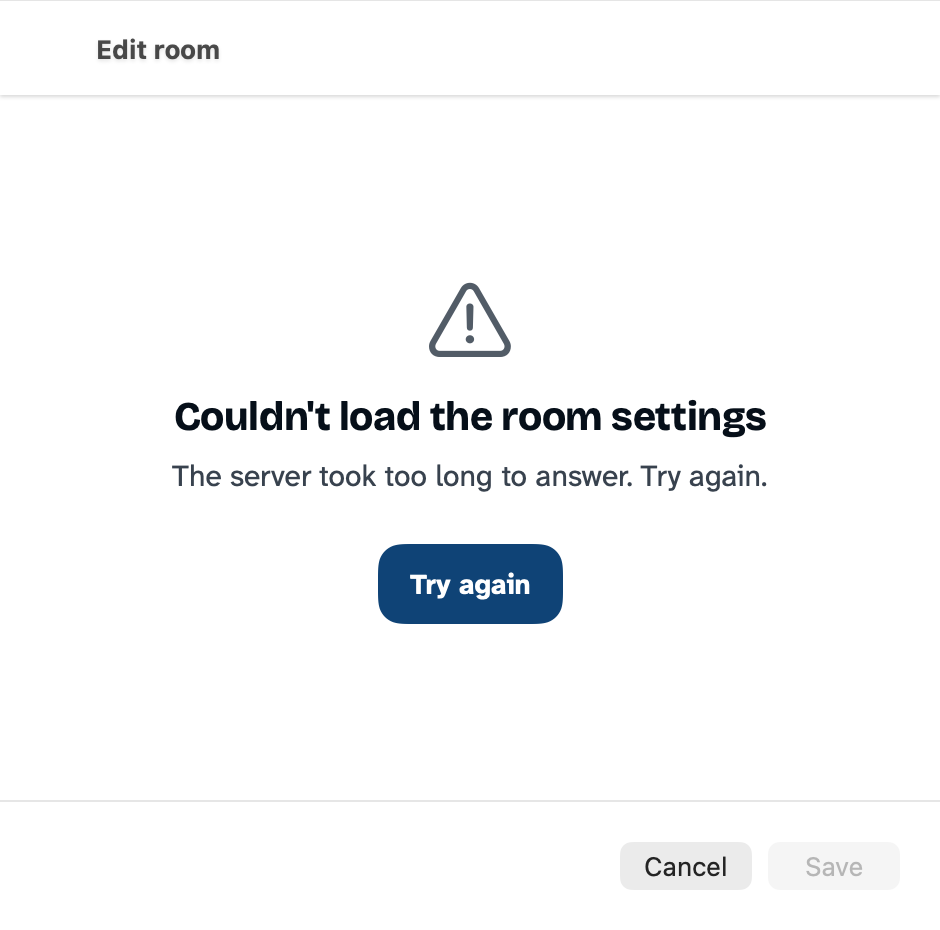 Edit room
Couldn't load the room settings
The server took too long to answer. Try again.
Try again
Cancel
Save